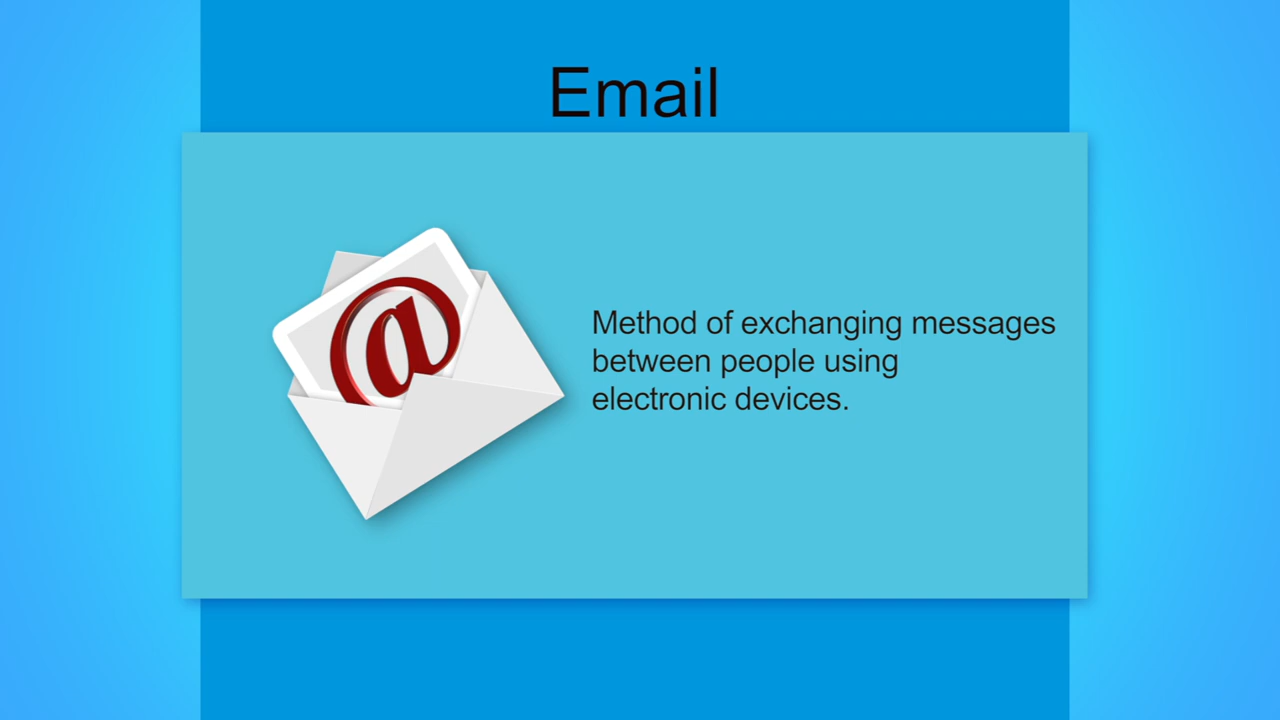 Email
@
Method of exchanging messages
between people using
electronic devices.